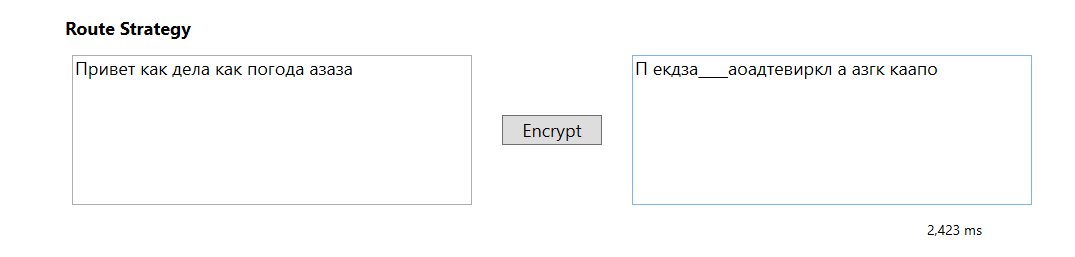 Route Strategy
Привет как дела как погода азаза
Encrypt
П екдза____аоадтевиркл а азгк каапо
2,423 ms